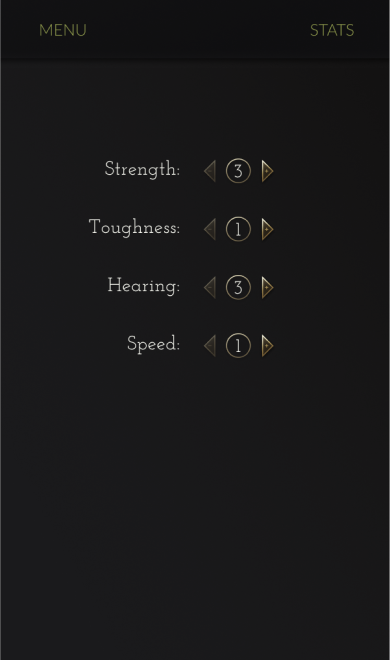 MENU STATS
Strength: 3
Toughness: 1
Hearing: 3
Speed: 1